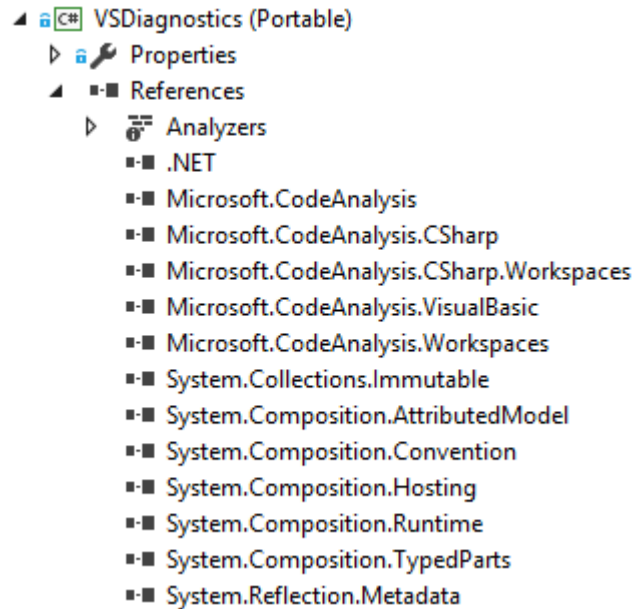 C# VSDiagnostics (Portable)
Properties
References
Analyzers
.NET
Microsoft.CodeAnalysis
Microsoft.CodeAnalysis.CSharp
Microsoft.CodeAnalysis.CSharp.Workspaces
Microsoft.CodeAnalysis.VisualBasic
Microsoft.CodeAnalysis.Workspaces
System.Collections.Immutable
System.Composition.AttributedModel
System.Composition.Convention
System.Composition.Hosting
System.Composition.Runtime
System.Composition.TypedParts
System.Reflection.Metadata